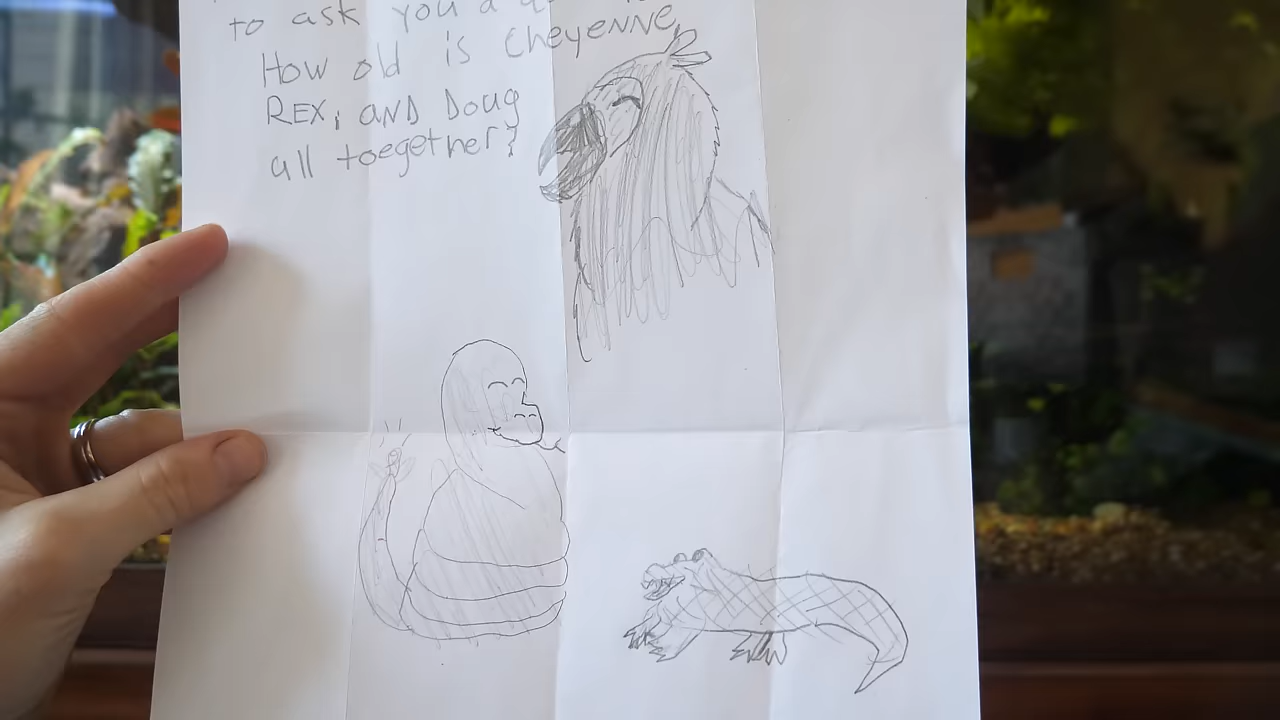 to ask you a
How old is Cheyenne,
REX, AND Doug
all toegether?